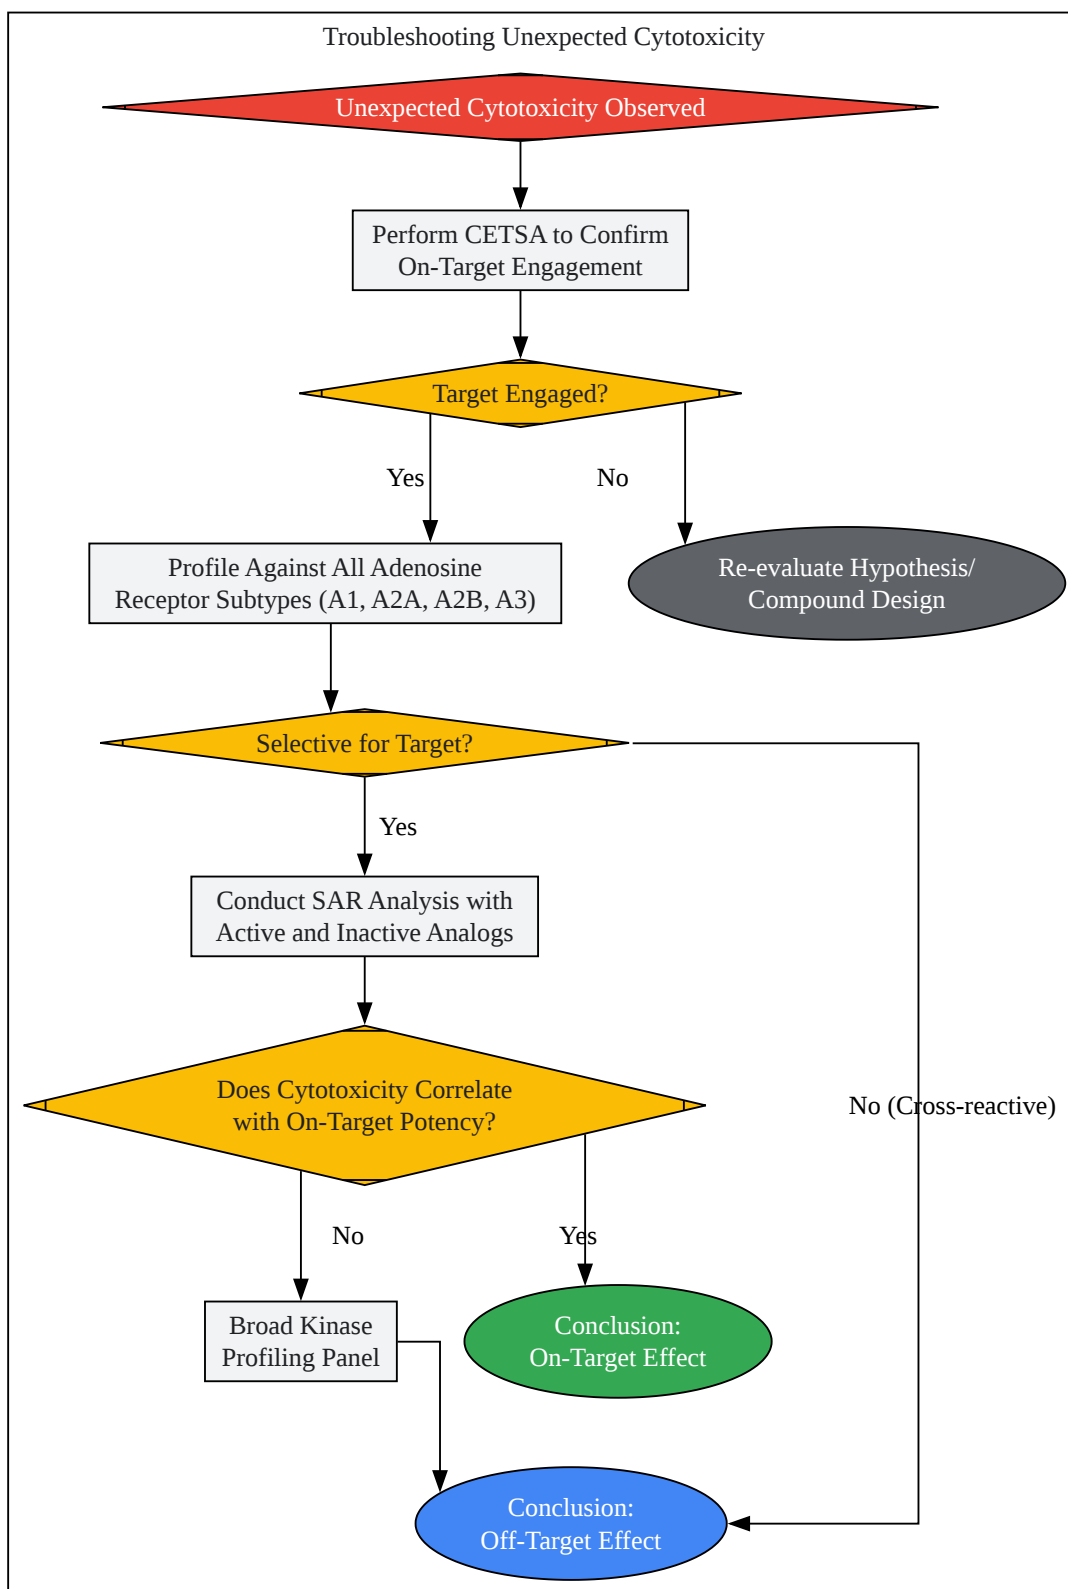 Troubleshooting Unexpected Cytotoxicity
Unexpected Cytotoxicity Observed
Perform CETSA to Confirm
On-Target Engagement
Target Engaged?
Yes
No
Profile Against All Adenosine
Receptor Subtypes (A1, A2A, A2B, A3)
Re-evaluate Hypothesis/
Compound Design
Selective for Target?
Yes
Conduct SAR Analysis with
Active and Inactive Analogs
Does Cytotoxicity Correlate
with On-Target Potency?
No (Cross-reactive)
No
Yes
Broad Kinase
Profiling Panel
Conclusion:
On-Target Effect
Conclusion:
Off-Target Effect